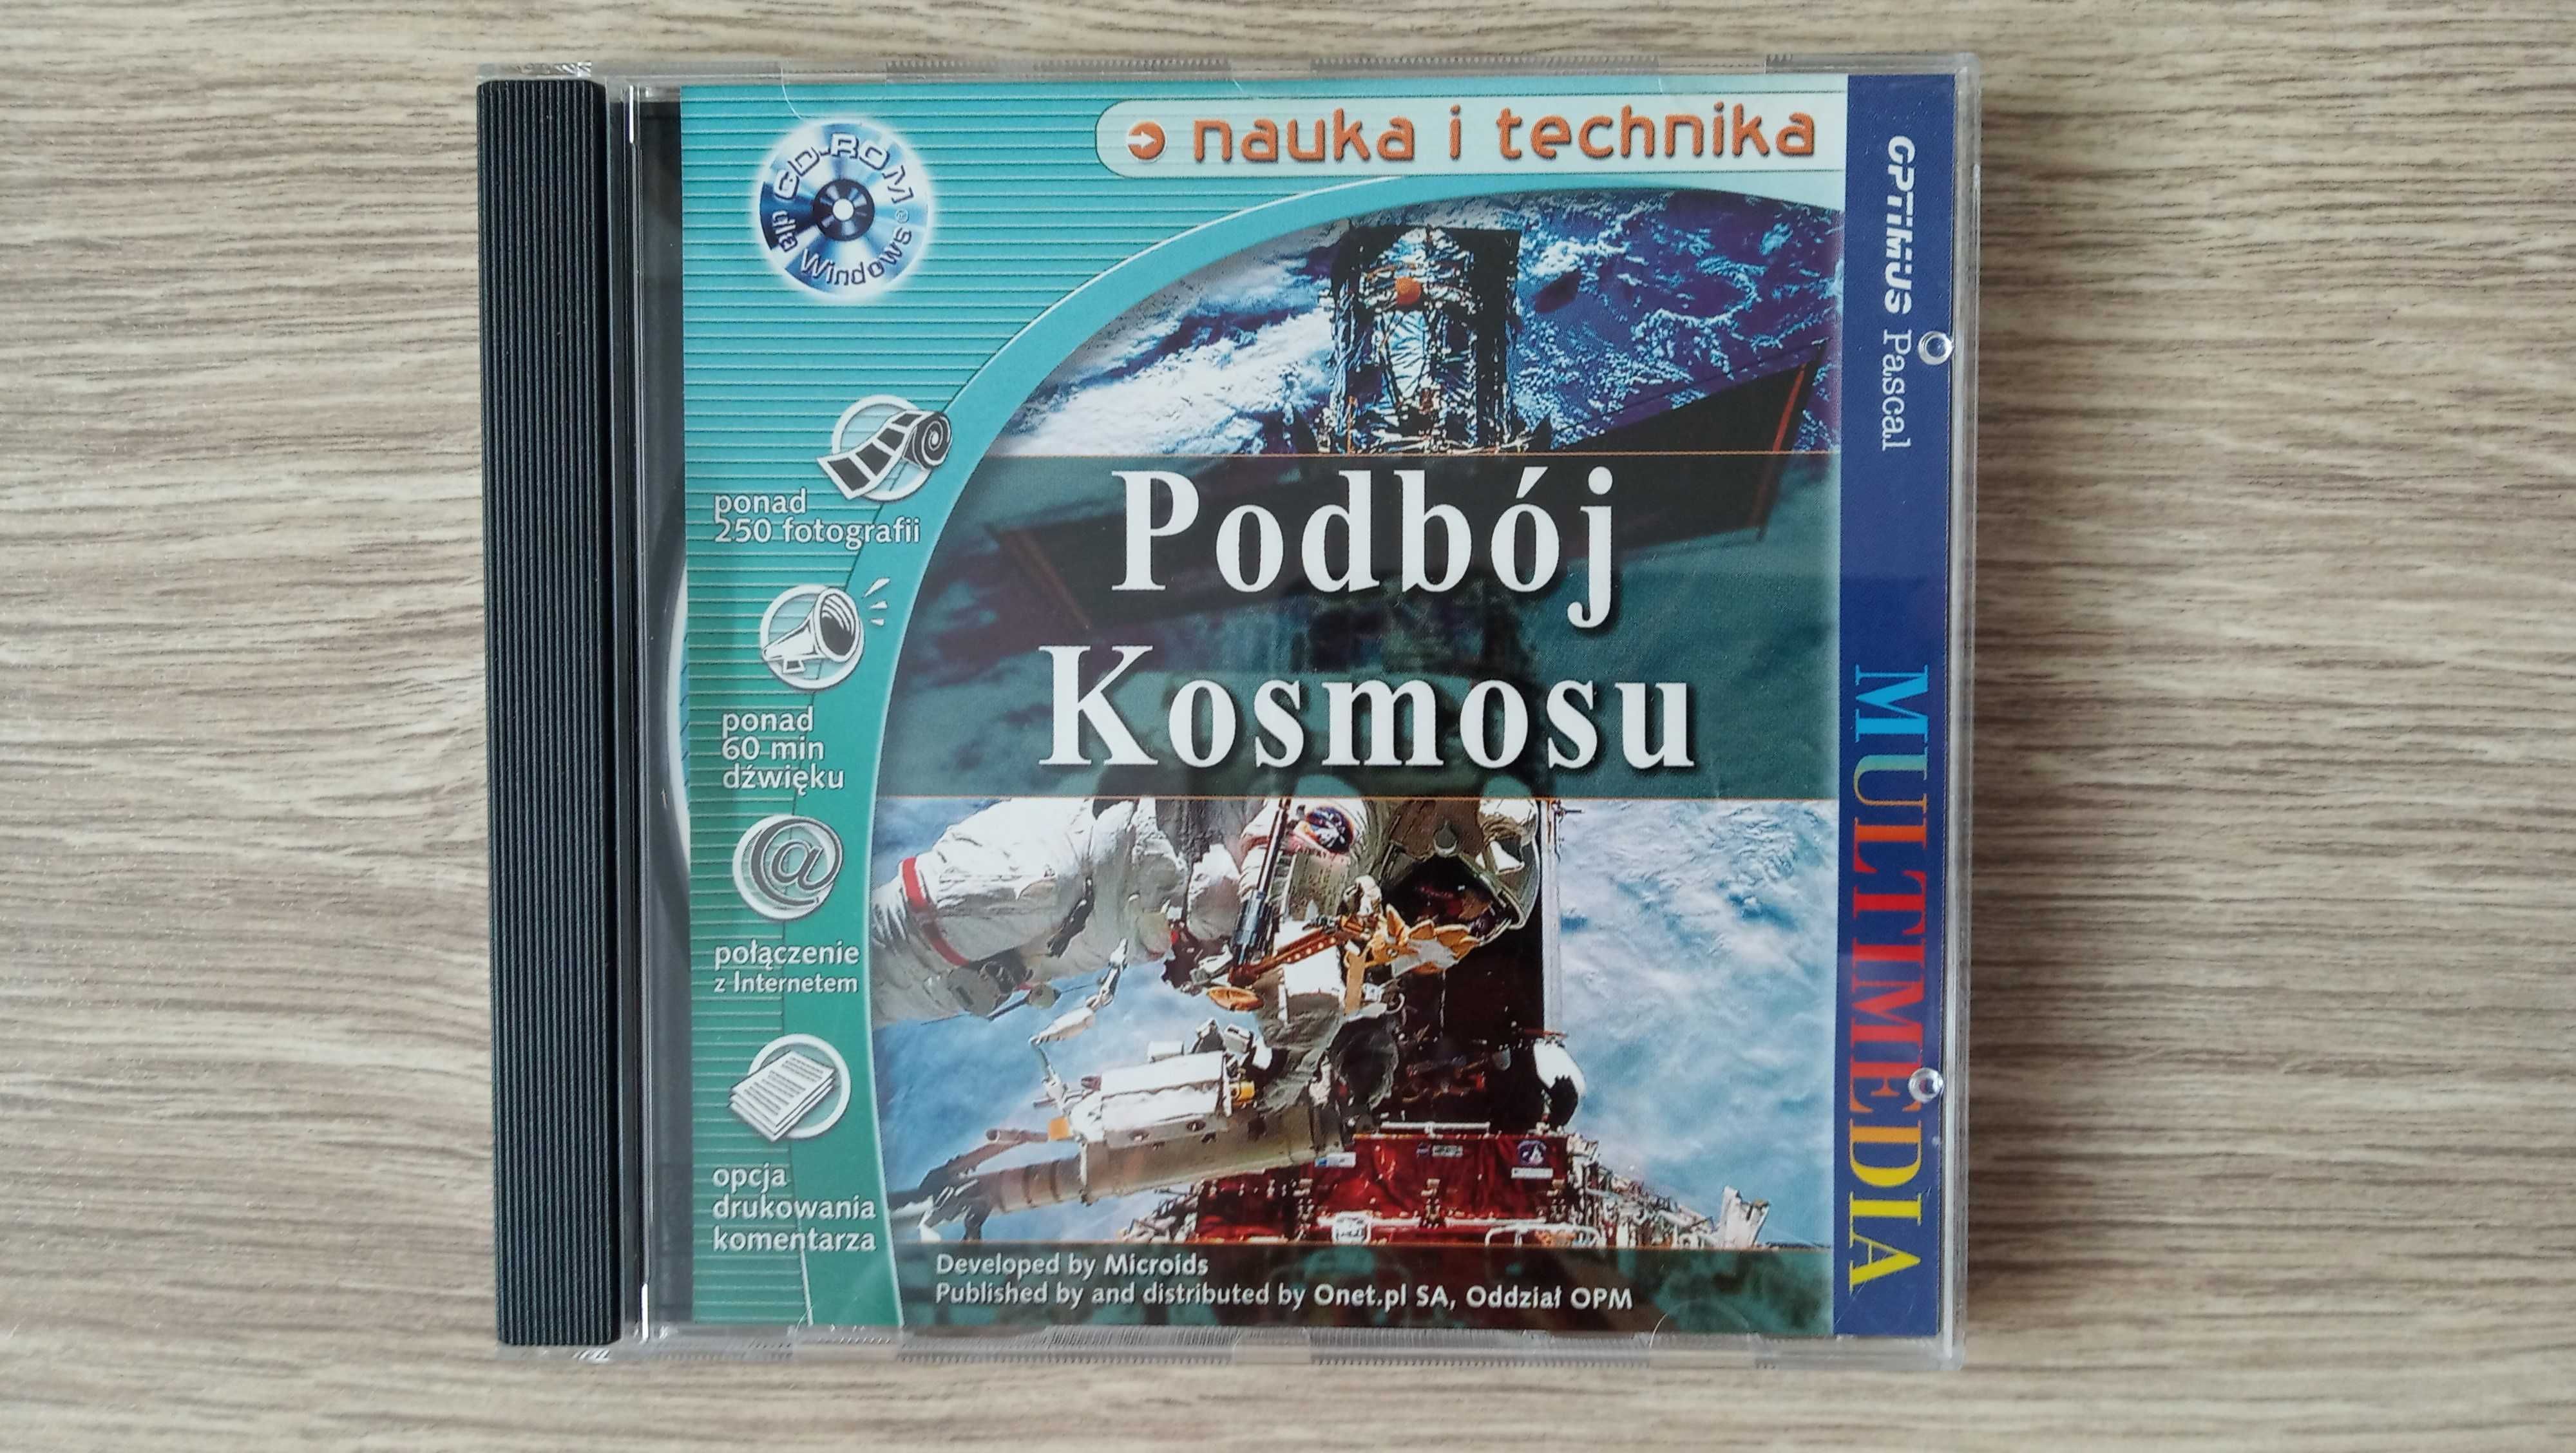 CD-ROM
dla Windows®
nauka i technika
OPTIMUS Pascal
MULTIMEDIA
Podbój
Kosmosu
ponad
250 fotografii
ponad
60 min
dźwięku
@
połączenie
z Internetem
opcja
drukowania
komentarza
Developed by Microids
Published by and distributed by Onet.pl SA, Oddział OPM